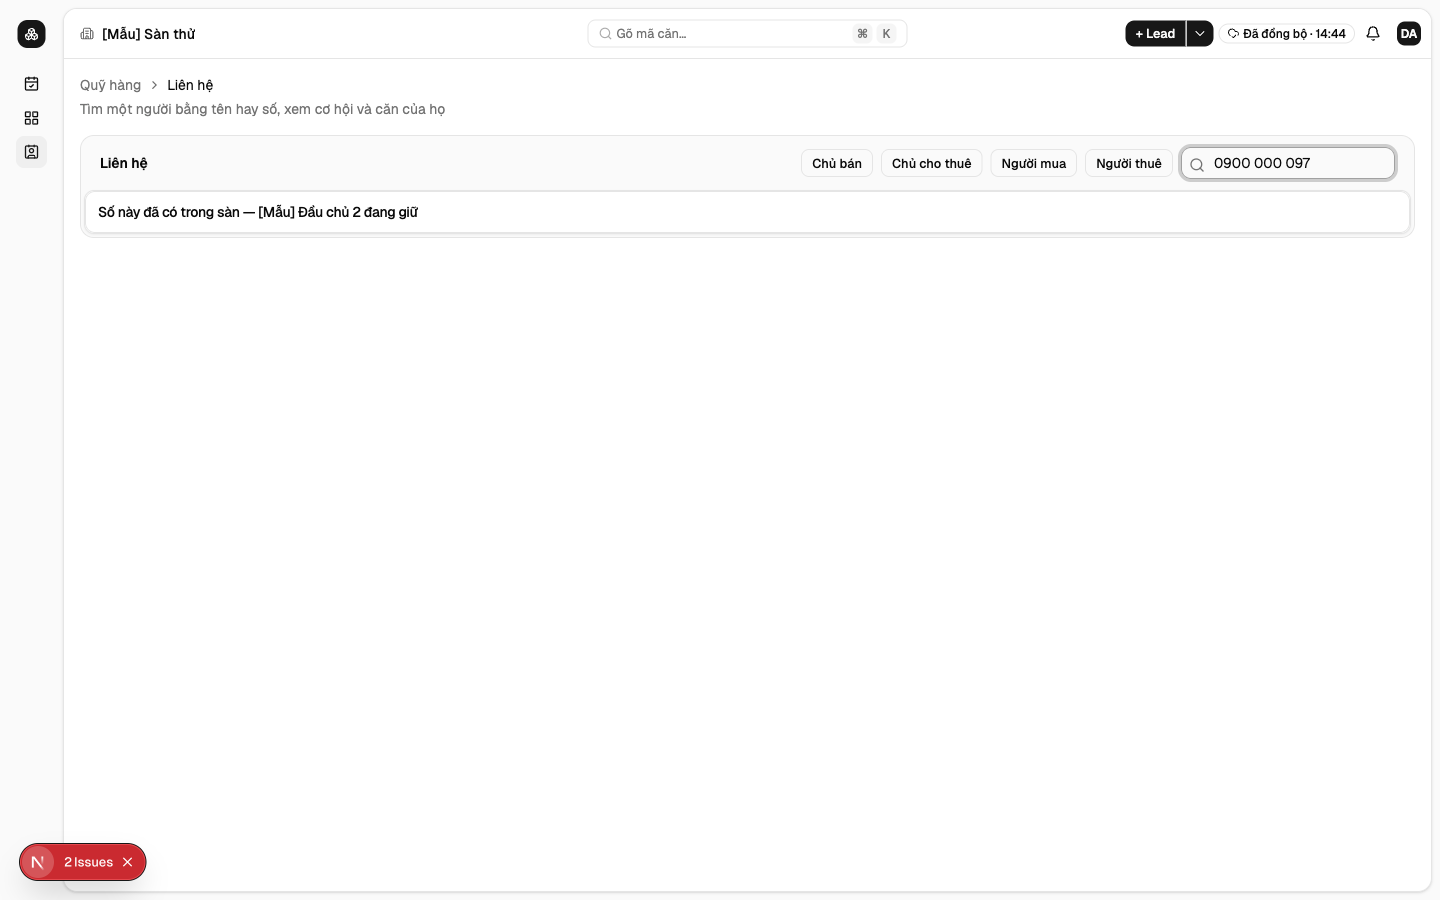 [Mẫu] Sàn thử
Gõ mã căn...
⌘ K
+ Lead
Đã đồng bộ · 14:44
DA
Quỹ hàng > Liên hệ
Tìm một người bằng tên hay số, xem cơ hội và căn của họ
Liên hệ
Chủ bán
Chủ cho thuê
Người mua
Người thuê
0900 000 097
Số này đã có trong sàn — [Mẫu] Đầu chủ 2 đang giữ
N 2 Issues